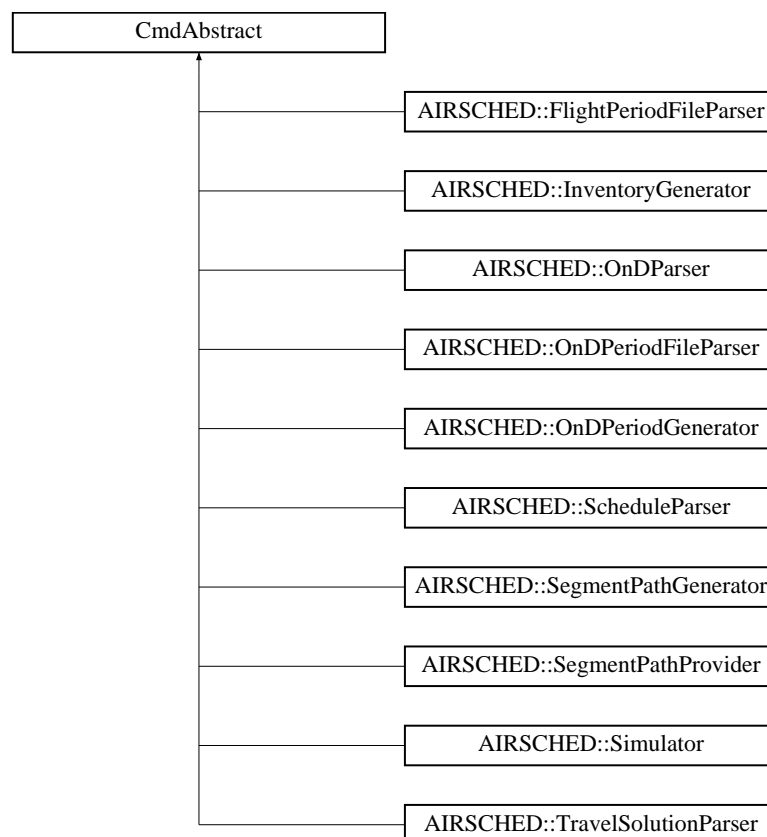 CmdAbstract
AIRSCHED::FlightPeriodFileParser
AIRSCHED::InventoryGenerator
AIRSCHED::OnDParser
AIRSCHED::OnDPeriodFileParser
AIRSCHED::OnDPeriodGenerator
AIRSCHED::ScheduleParser
AIRSCHED::SegmentPathGenerator
AIRSCHED::SegmentPathProvider
AIRSCHED::Simulator
AIRSCHED::TravelSolutionParser